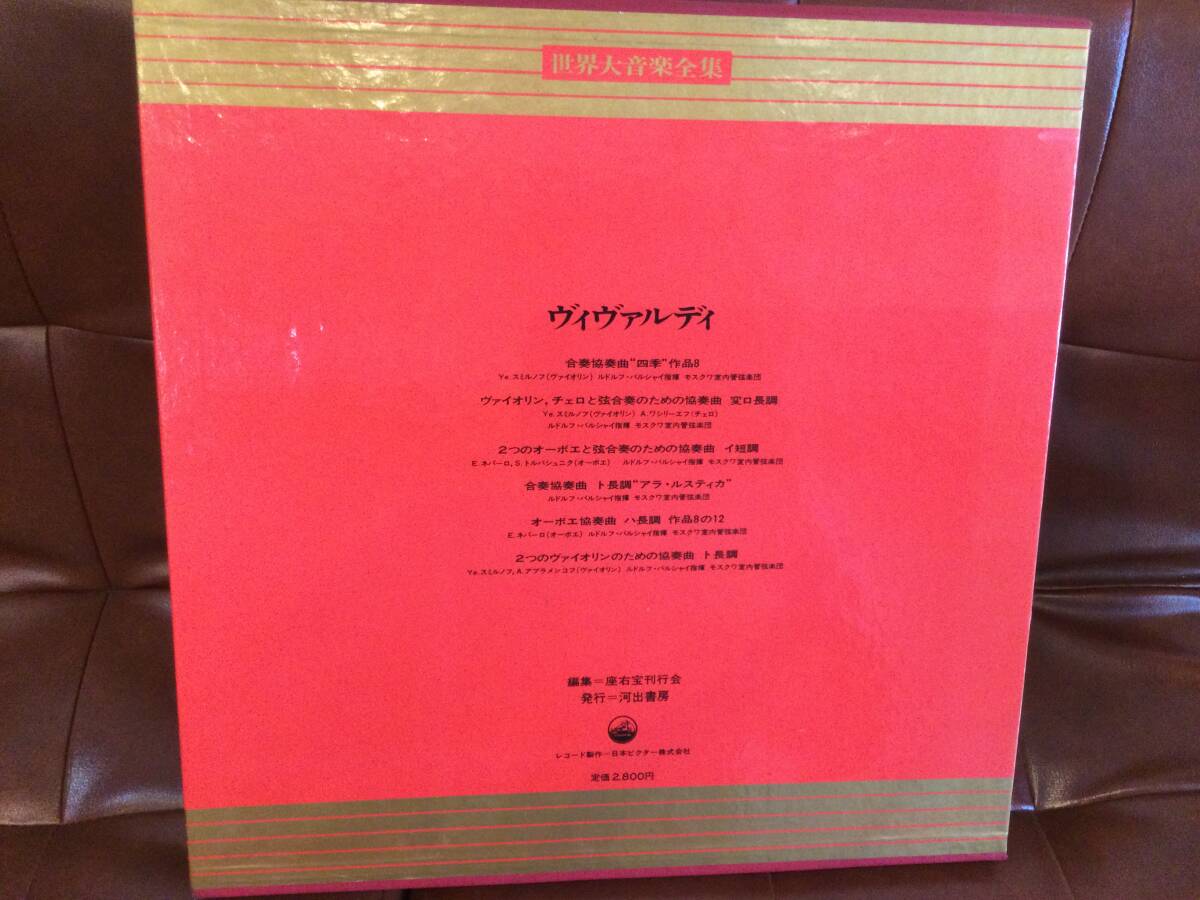 世界大音楽全集
ヴィヴァルディ
合奏協奏曲“四季”作品8
Ye.スミルノフ(ヴァイオリン) ルドルフ・バルシャイ指揮 モスクワ室内管弦楽団
ヴァイオリン,チェロと弦合奏のための協奏曲 変ロ長調
Ye.スミルノフ(ヴァイオリン) A.ワシリーエフ(チェロ)
ルドルフ・バルシャイ指揮 モスクワ室内管弦楽団
2つのオーボエと弦合奏のための協奏曲 イ短調
E.ネパーロ,S.トルパシュニク(オーボエ) ルドルフ・バルシャイ指揮 モスクワ室内管弦楽団
合奏協奏曲 ト長調“アラ・ルスティカ”
ルドルフ・バルシャイ指揮 モスクワ室内管弦楽団
オーボエ協奏曲 ハ長調 作品8の12
E.ネパーロ(オーボエ) ルドルフ・バルシャイ指揮 モスクワ室内管弦楽団
2つのヴァイオリンのための協奏曲 ト長調
Ye.スミルノフ,A.アブラメンコフ(ヴァイオリン) ルドルフ・バルシャイ指揮 モスクワ室内管弦楽団
編集=座右宝刊行会
発行=河出書房
レコード製作—日本ビクター株式会社
定価2,800円